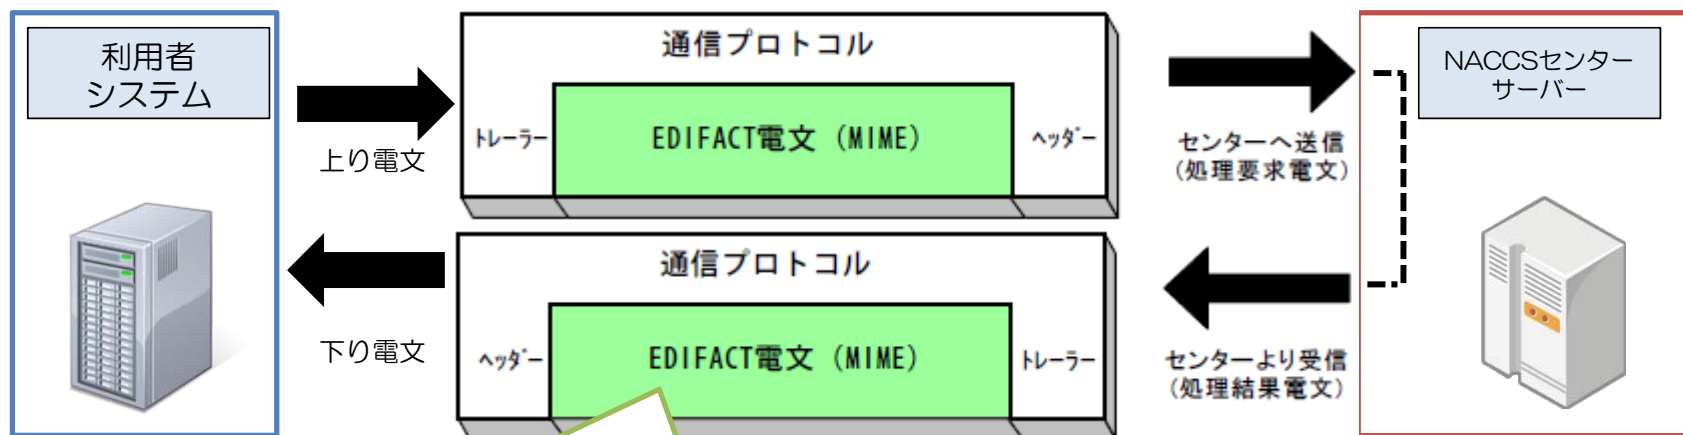 利用者
システム
上り電文
通信プロトコル
トレーラー
EDIFACT電文（MIME）
ヘッダー
センターへ送信
（処理要求電文）
NACCSセンター
サーバー
下り電文
通信プロトコル
ヘッダー
EDIFACT電文（MIME）
トレーラー
センターより受信
（処理結果電文）